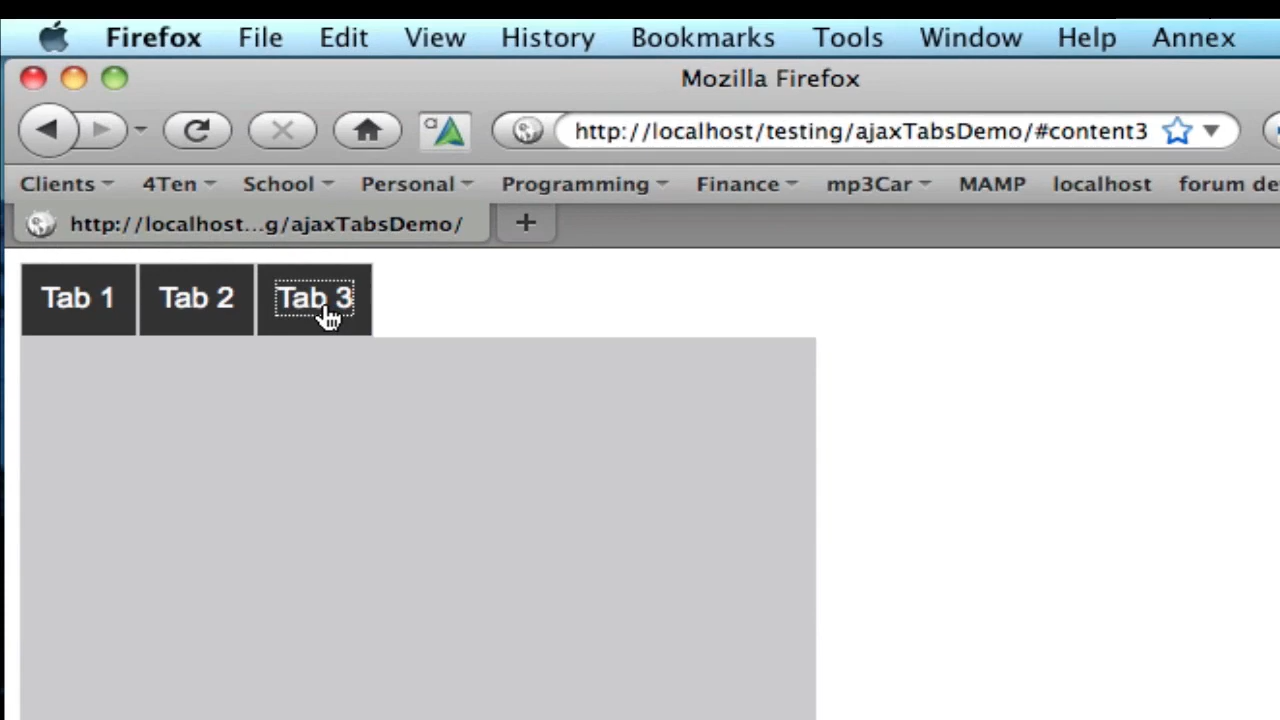 Firefox File Edit View History Bookmarks Tools Window Help Annex
Mozilla Firefox
http://localhost/testing/ajaxTabsDemo/#content3
Clients 4Ten School Personal Programming Finance mp3Car MAMP localhost forum de
http://localhost...g/ajaxTabsDemo/ +
Tab 1 Tab 2 Tab 3